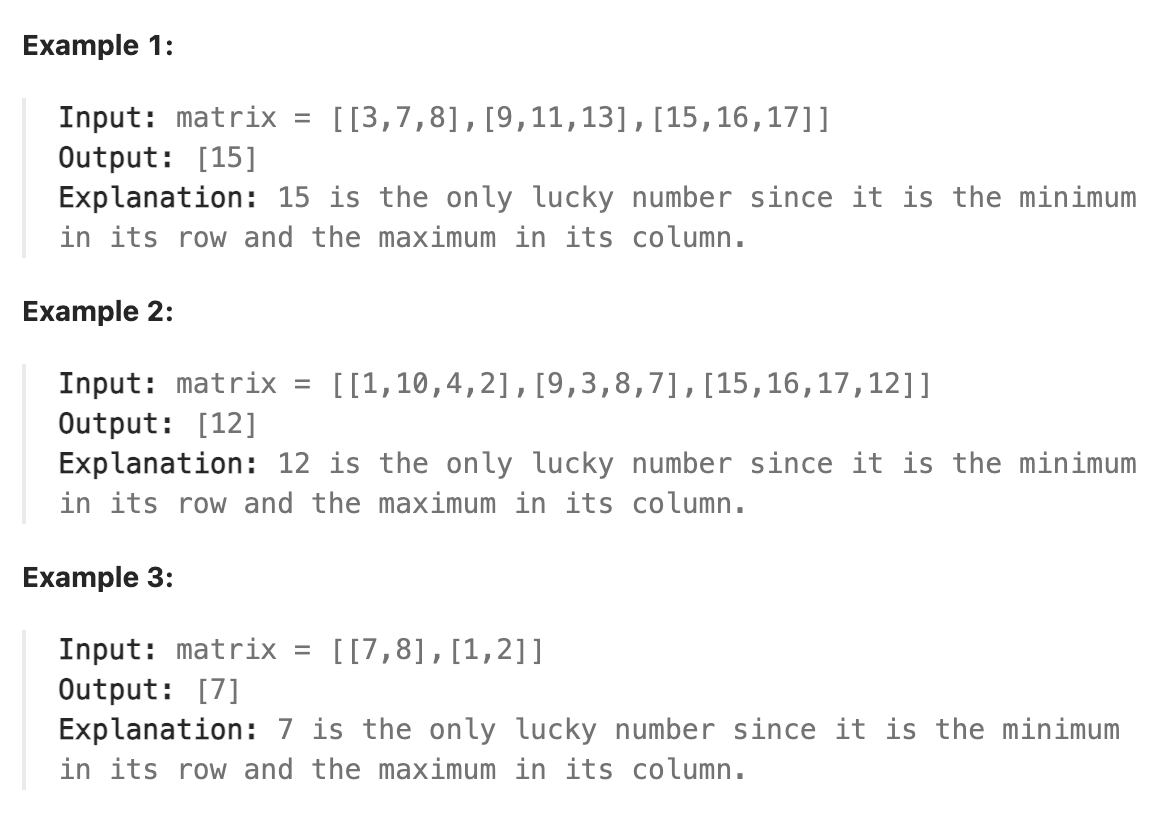 Example 1:
Input: matrix = [[3,7,8],[9,11,13],[15,16,17]]
Output: [15]
Explanation: 15 is the only lucky number since it is the minimum
in its row and the maximum in its column.
Example 2:
Input: matrix = [[1,10,4,2],[9,3,8,7],[15,16,17,12]]
Output: [12]
Explanation: 12 is the only lucky number since it is the minimum
in its row and the maximum in its column.
Example 3:
Input: matrix = [[7,8],[1,2]]
Output: [7]
Explanation: 7 is the only lucky number since it is the minimum
in its row and the maximum in its column.